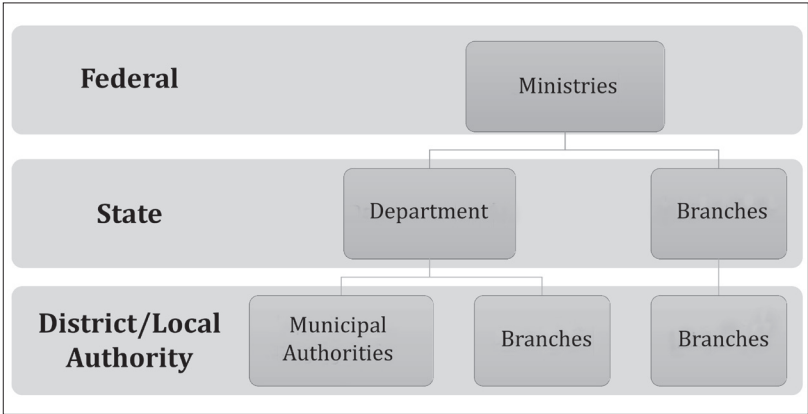 Federal
Ministries
State
Department
Branches
District/Local
Authority
Municipal
Authorities
Branches
Branches